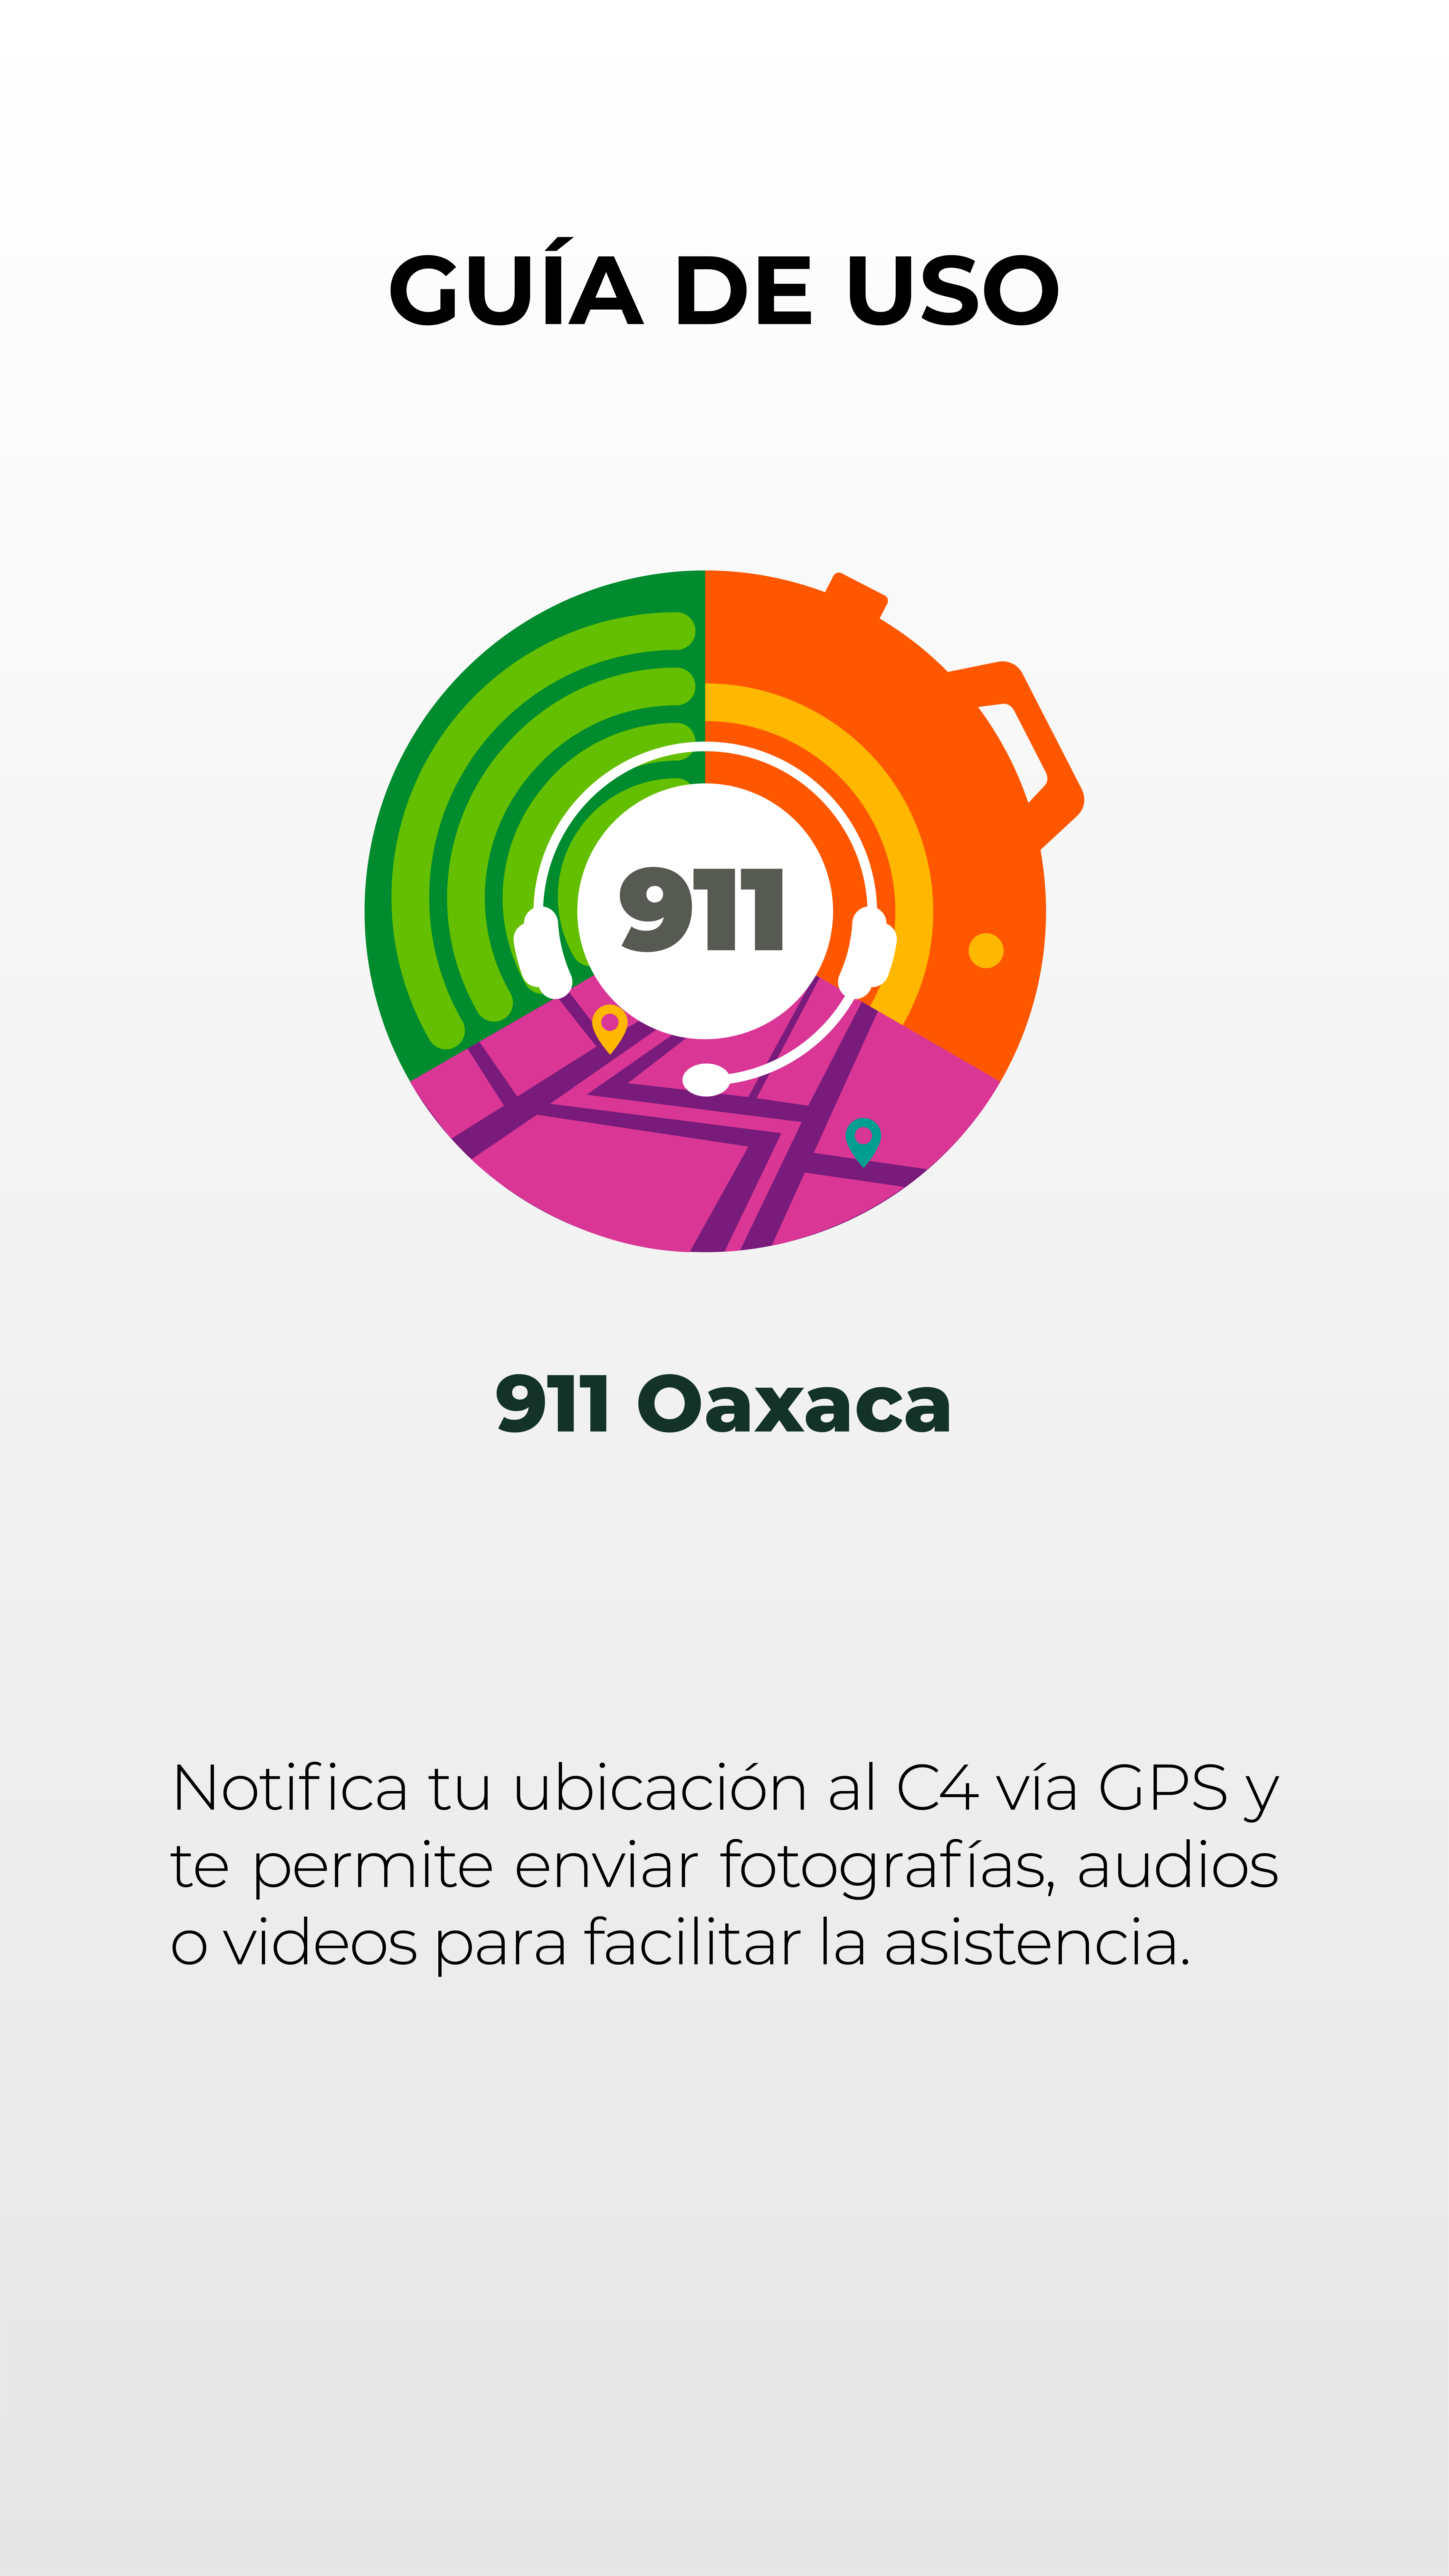 GUÍA DE USO
911
911 Oaxaca
Notifica tu ubicación al C4 vía GPS y
te permite enviar fotografías, audios
o videos para facilitar la asistencia.